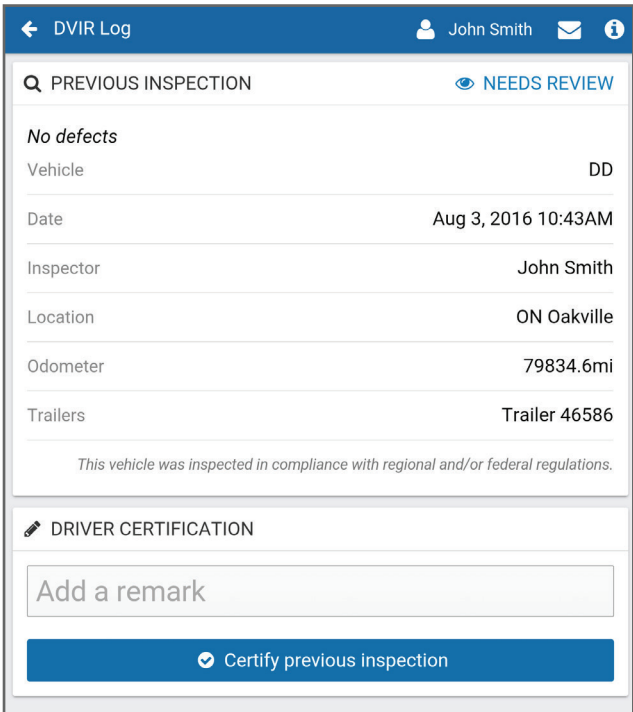 DVIR Log John Smith
PREVIOUS INSPECTION NEEDS REVIEW
No defects
Vehicle DD
Date Aug 3, 2016 10:43AM
Inspector John Smith
Location ON Oakville
Odometer 79834.6mi
Trailers Trailer 46586
This vehicle was inspected in compliance with regional and/or federal regulations.
DRIVER CERTIFICATION
Add a remark
Certify previous inspection